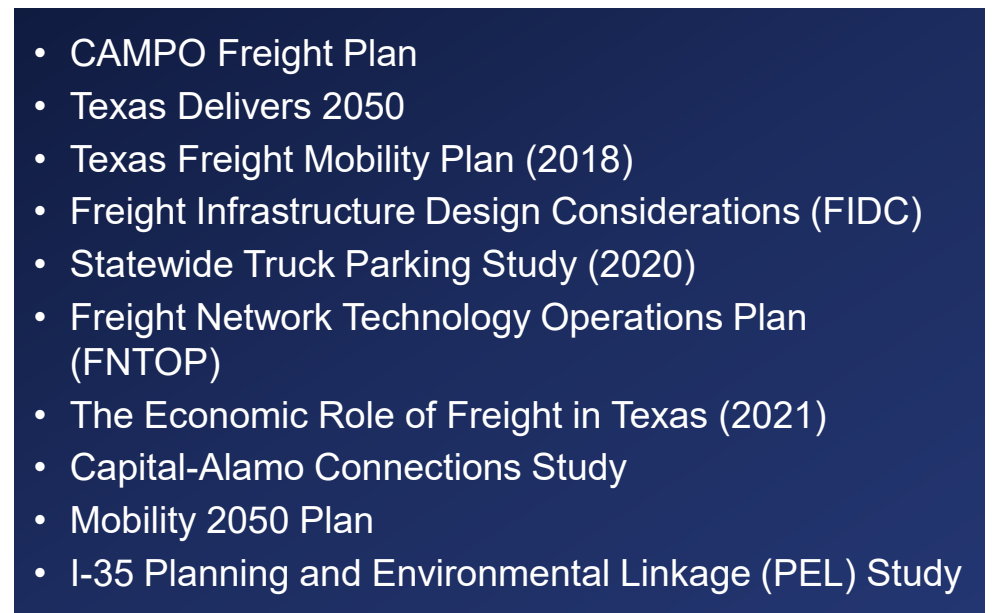 • CAMPO Freight Plan
• Texas Delivers 2050
• Texas Freight Mobility Plan (2018)
• Freight Infrastructure Design Considerations (FIDC)
• Statewide Truck Parking Study (2020)
• Freight Network Technology Operations Plan
(FNTOP)
• The Economic Role of Freight in Texas (2021)
• Capital-Alamo Connections Study
• Mobility 2050 Plan
• I-35 Planning and Environmental Linkage (PEL) Study